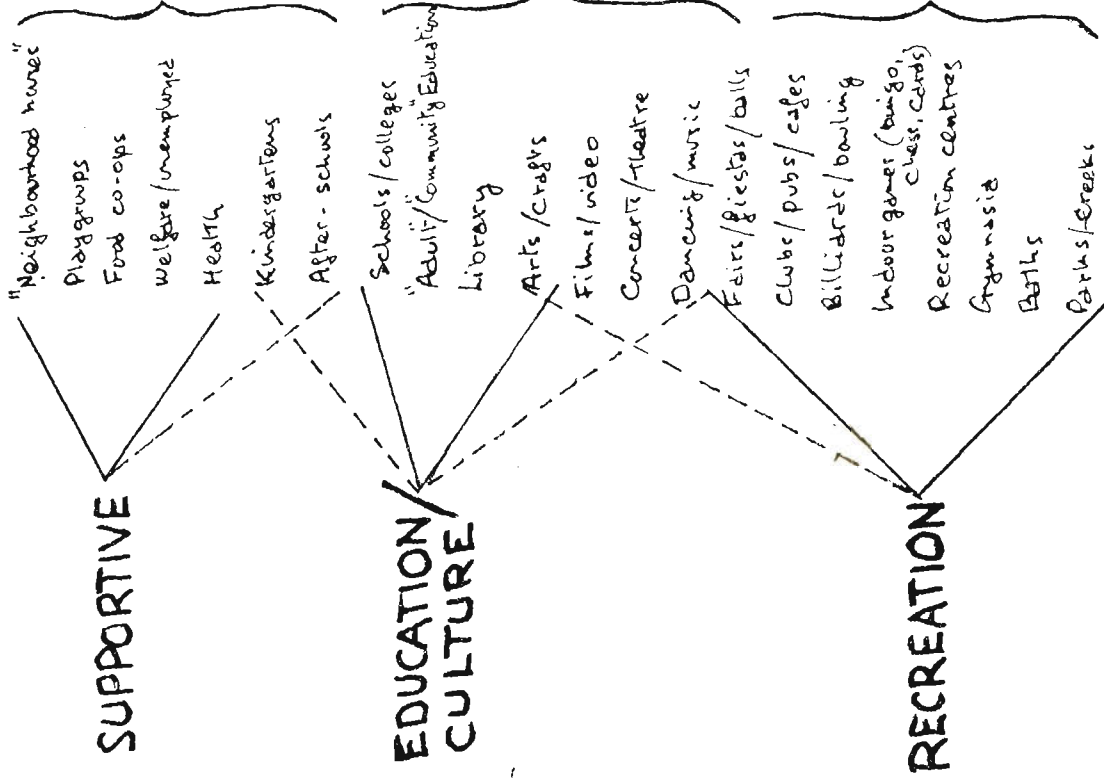 SUPPORTIVE
"Neighbourhood nurses"
Playgroups
Food co-ops
Welfare/unemployed
Health
Kindergartens
After-schools
EDUCATION/
CULTURE
Schools/colleges
"Adult"/"Community" Education
Library
Arts/crafts
Films/video
Concerts/theatre
Dancing/music
RECREATION
Fairs/fiestas/balls
Clubs/pubs/cafes
Billiards/bowling
Indoor games (bingo,
chess, cards)
Recreation centres
Gymnasia
Baths
Parks/creeks